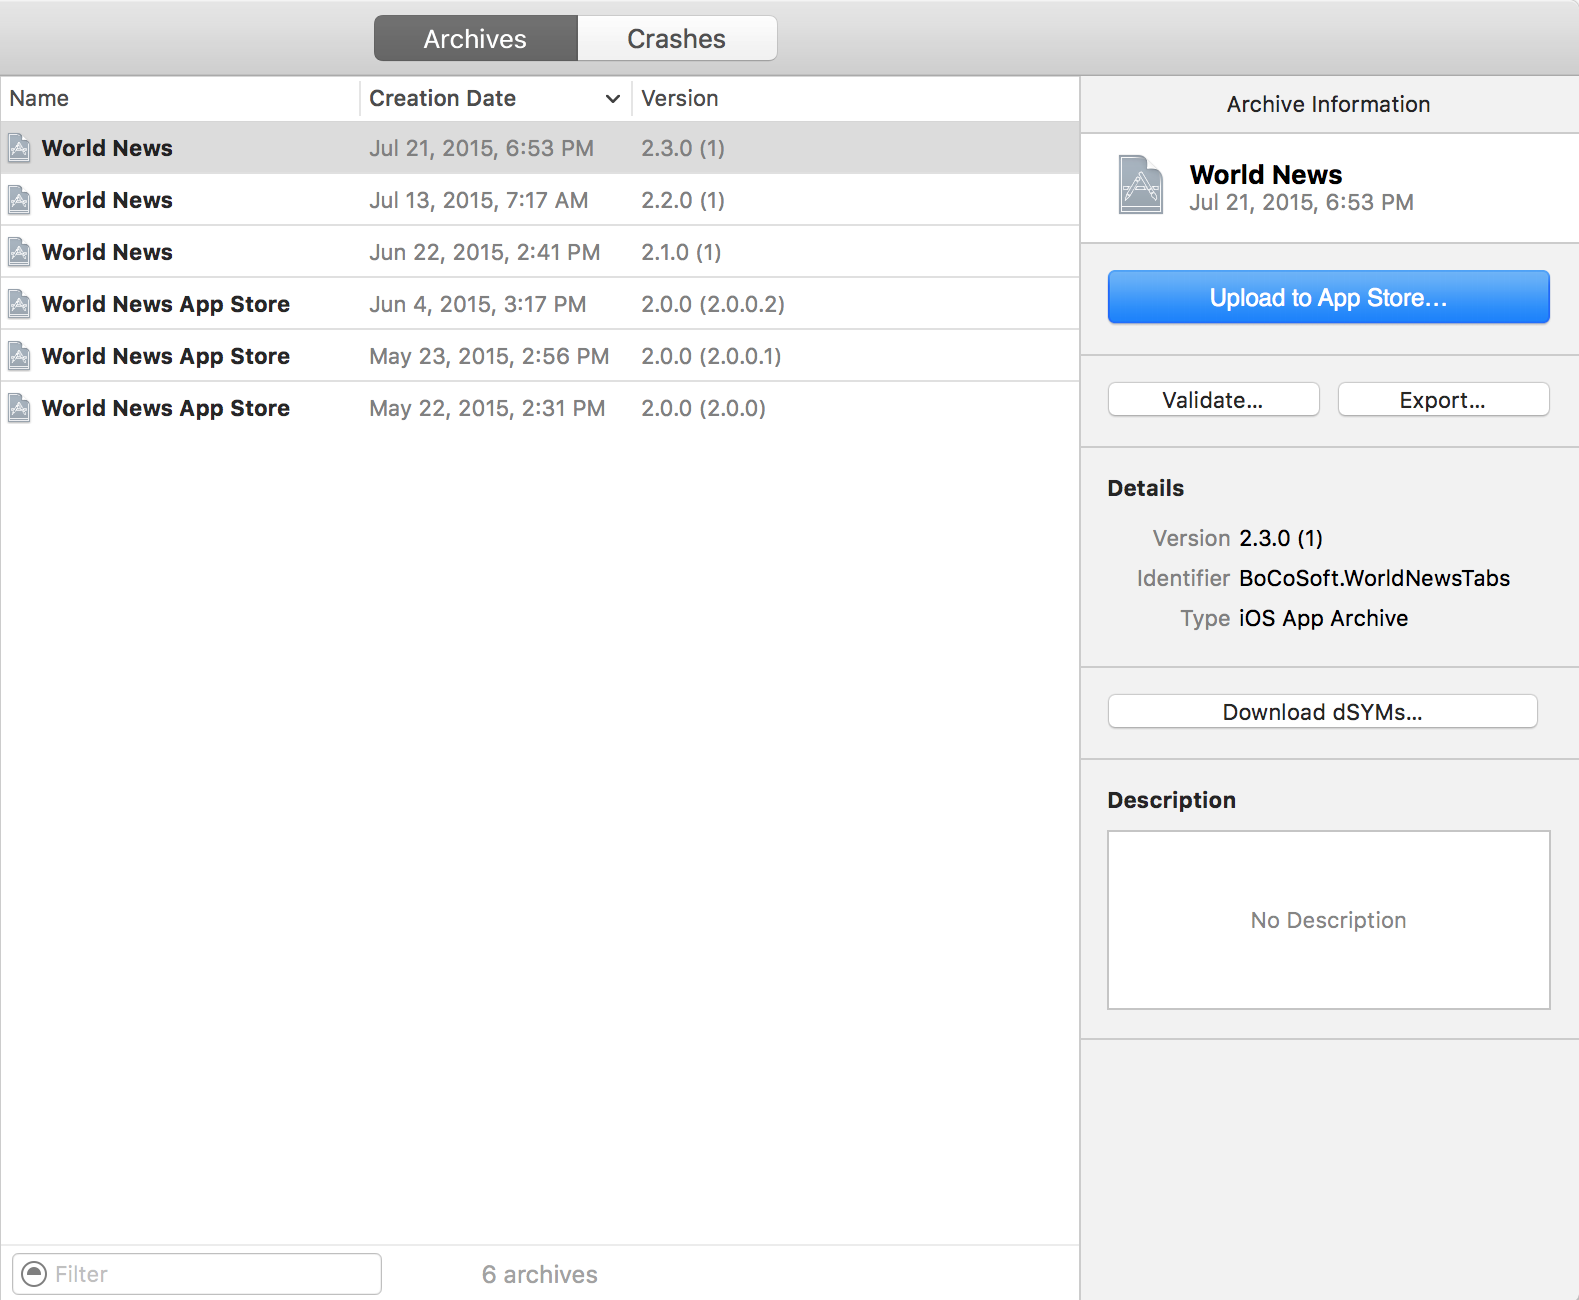 Archives Crashes
Name Creation Date Version
World News Jul 21, 2015, 6:53 PM 2.3.0 (1)
World News Jul 13, 2015, 7:17 AM 2.2.0 (1)
World News Jun 22, 2015, 2:41 PM 2.1.0 (1)
World News App Store Jun 4, 2015, 3:17 PM 2.0.0 (2.0.0.2)
World News App Store May 23, 2015, 2:56 PM 2.0.0 (2.0.0.1)
World News App Store May 22, 2015, 2:31 PM 2.0.0 (2.0.0)
Filter 6 archives
Archive Information
World News
Jul 21, 2015, 6:53 PM
Upload to App Store...
Validate... Export...
Details
Version 2.3.0 (1)
Identifier BoCoSoft.WorldNewsTabs
Type iOS App Archive
Download dSYMs...
Description
No Description